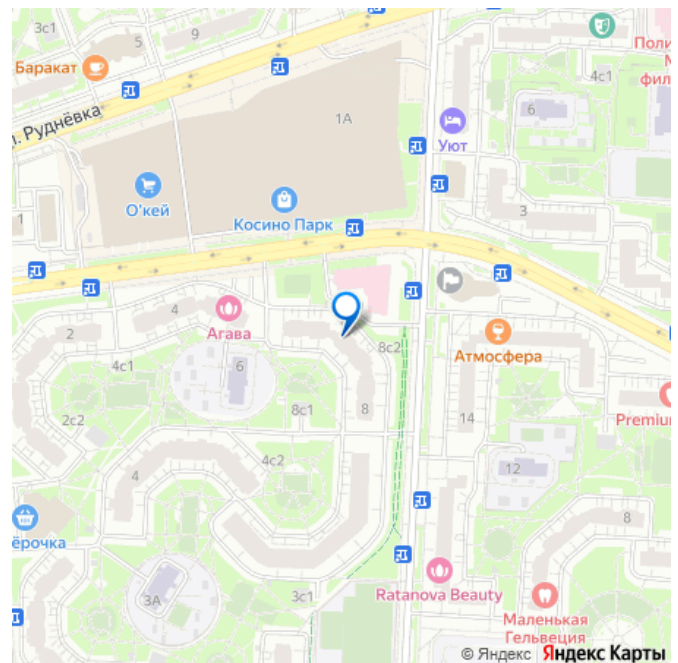 3с1
9
5
Баракат
Поли
4с1
фил
6
л. Руднёвка
1А
Уют
О'кей
Косино Парк
3
1
4
Агава
2
8с2
Атмосфера
4с1
6
8с1
8
Premiu
2с2
14
4с2
4
12
8
ёрочка
3с1
3А
Ratanova Beauty
Маленькая
Гельвеция
© Яндекс Яндекс Карты